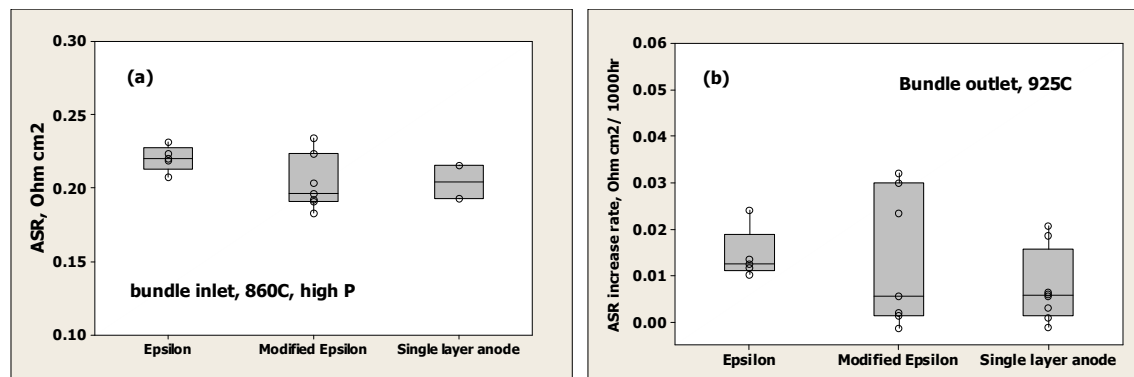 0.30
(a)
0.25
ASR, Ohm cm2
0.20
0.15
bundle inlet, 860C, high P
0.10
Epsilon Modified Epsilon Single layer anode
0.06
(b)
Bundle outlet, 925C
0.05
ASR increase rate, Ohm cm2/ 1000hr
0.04
0.03
0.02
0.01
0.00
Epsilon Modified Epsilon Single layer anode